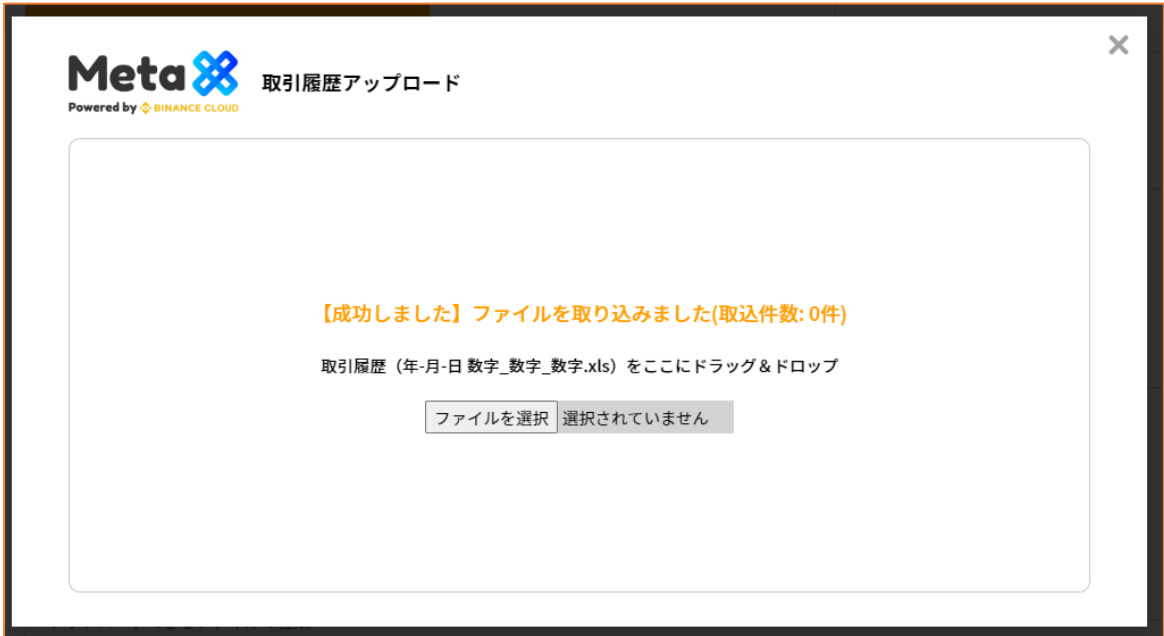 MetaX
Powered by BINANCE CLOUD
取引履歴アップロード
【成功しました】ファイルを取り込みました(取込件数: 0件)
取引履歴（年-月-日 数字_数字_数字.xls）をここにドラッグ＆ドロップ
ファイルを選択 選択されていません